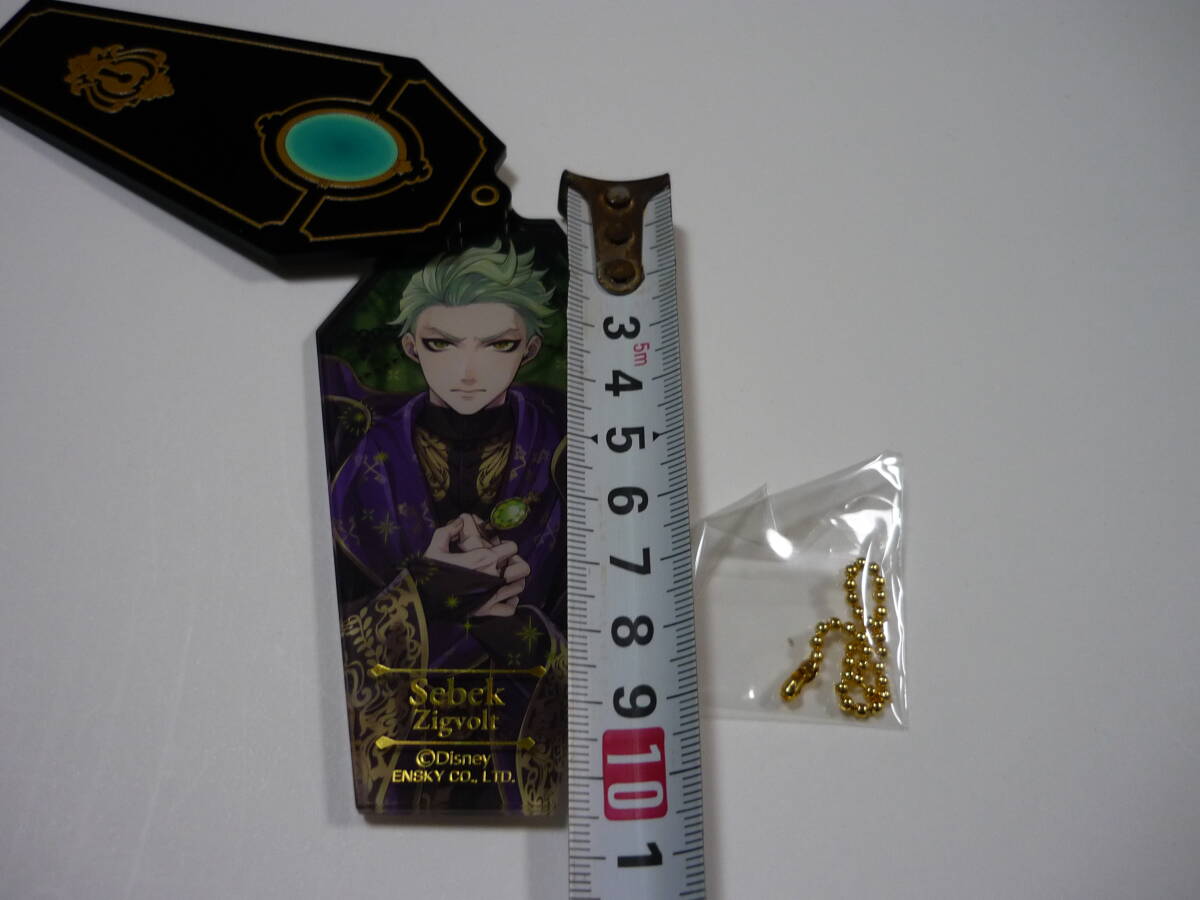 3
5m
4
5
6
7
8
9
10
1
Sebek
Zigvolt
©Disney
ENSKY CO., LTD.